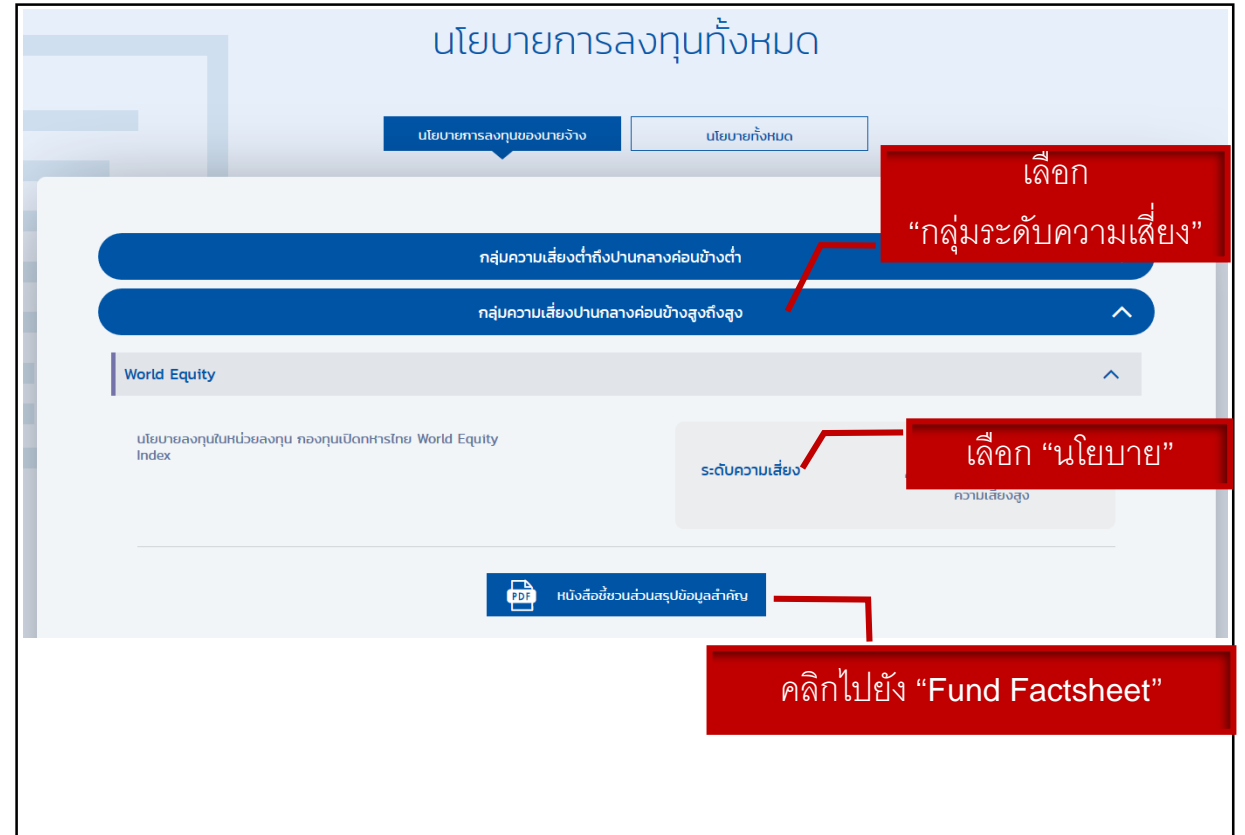 นโยบายการลงทุนทั้งหมด
นโยบายการลงทุนของนายจ้าง
นโยบายทั้งหมด
เลือก
“กลุ่มระดับความเสี่ยง”
กลุ่มความเสี่ยงต่ำถึงปานกลางค่อนข้างต่ำ
กลุ่มความเสี่ยงปานกลางค่อนข้างสูงถึงสูง
World Equity
นโยบายลงทุนในหน่วยลงทุน กองทุนเปิดทหารไทย World Equity
Index
ระดับความเสี่ยง
เลือก “นโยบาย”
ความเสี่ยงสูง
PDF หนังสือชี้ชวนส่วนสรุปข้อมูลสำคัญ
คลิกไปยัง “Fund Factsheet”